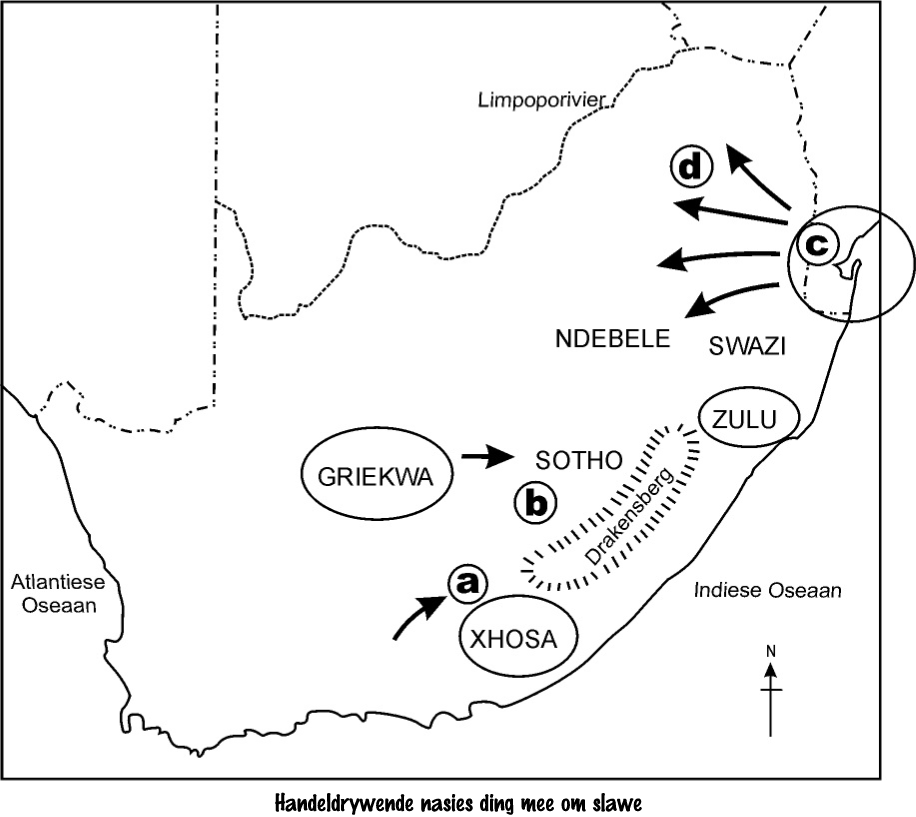 Limpoporivier
d
c
NDEBELE
SWAZI
ZULU
GRIEKWA
SOTHO
b
Drakensberg
a
Atlantiese
Oseaan
Indiese Oseaan
XHOSA
N
Handeldrywende nasies ding mee om slawe